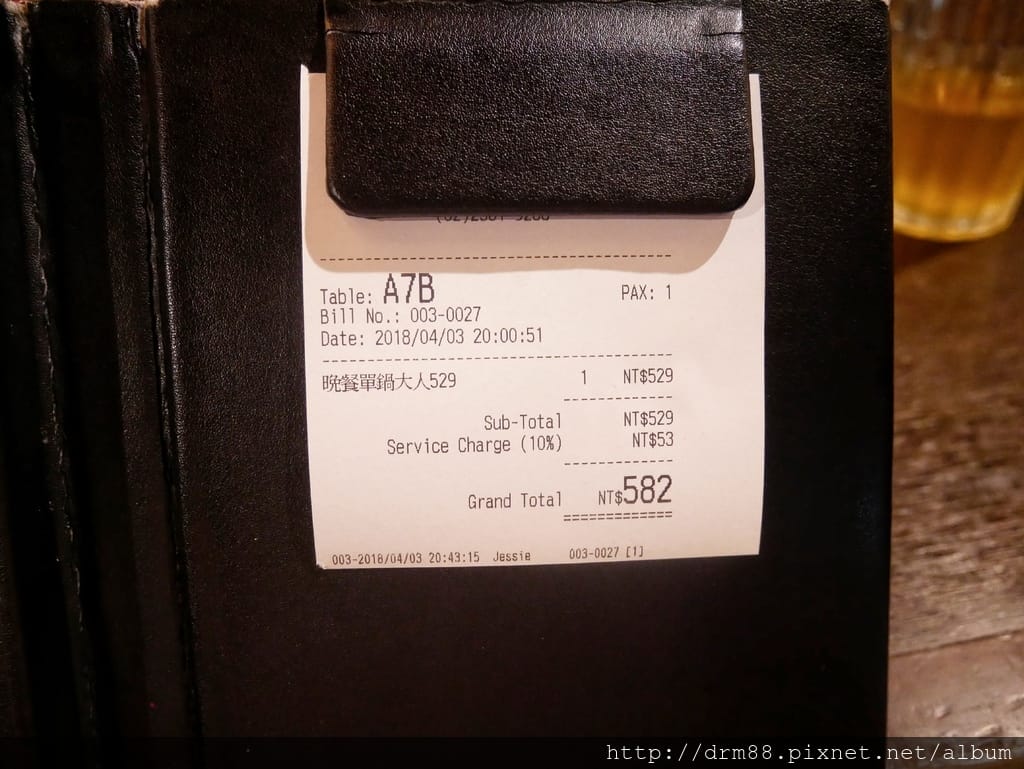 Table: A7B PAX: 1
Bill No.: 003-0027
Date: 2018/04/03 20:00:51
晚餐單鍋大人529 1 NT$529
Sub-Total NT$529
Service Charge (10%) NT$53
Grand Total NT$582
003-2018/04/03 20:43:15 Jessie 003-0027 [1]
http://drm88.pixnet.net/album